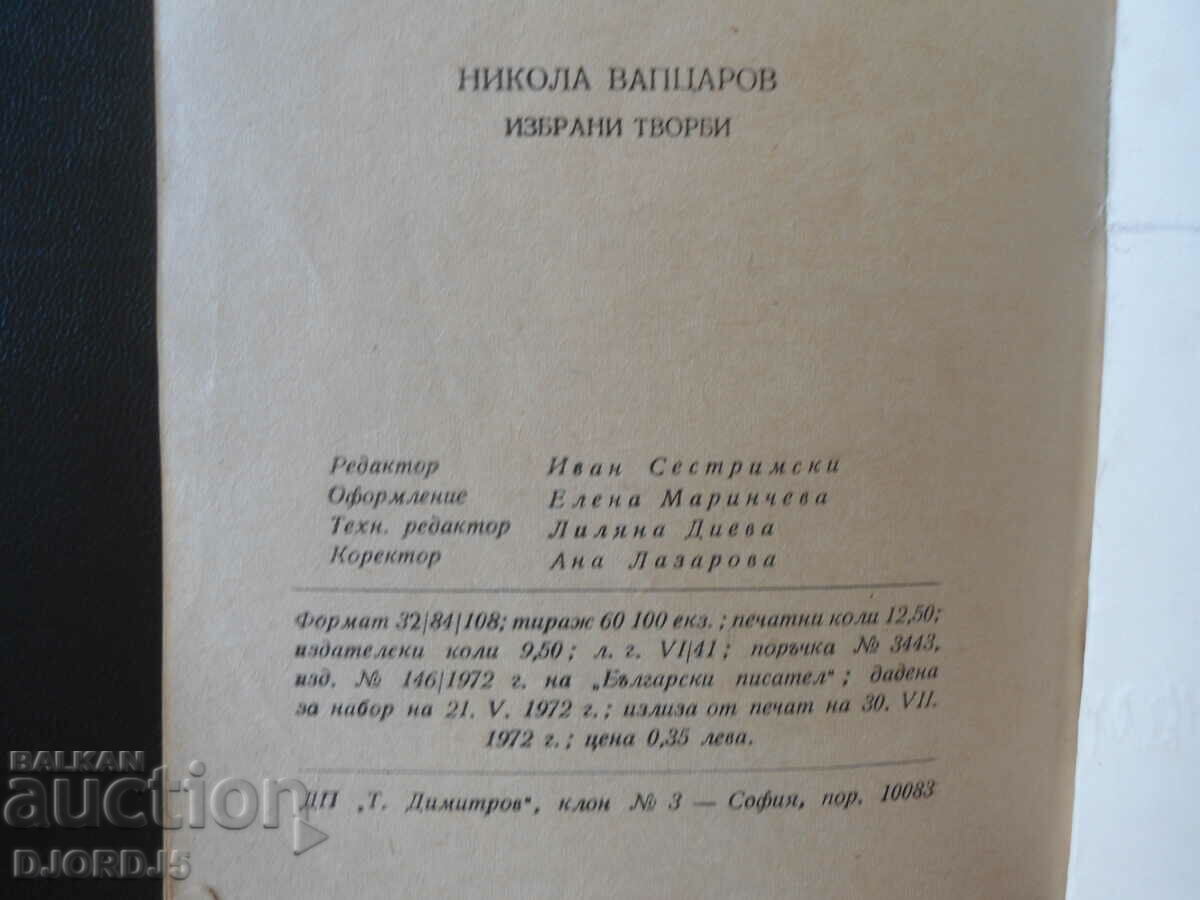 НИКОЛА ВАПЦАРОВ
ИЗБРАНИ ТВОРБИ
Редактор Иван Сестримски
Оформление Елена Маринчева
Техн. редактор Лиляна Диева
Коректор Ана Лазарова
Формат 32/84/108; тираж 60 100 екз.; печатни коли 12,50;
издателски коли 9,50; л. г. VI/41; поръчка № 3443,
изд. № 146/1972 г. на „Български писател"; дадена
за набор на 21. V. 1972 г.; излиза от печат на 30. VII.
1972 г.; цена 0,35 лева.
ДП „Т. Димитров", клон № 3 — София, пор. 10083
BALKAN
auction
DJORD_15